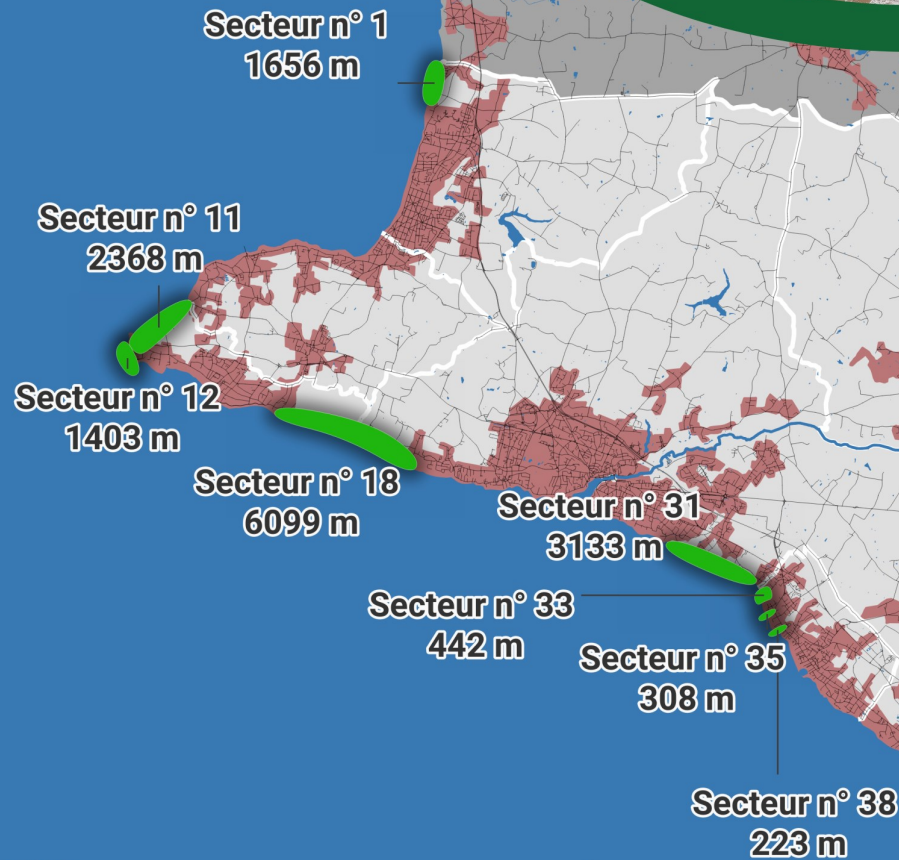 Secteur n° 1
1656 m
Secteur n° 11
2368 m
Secteur n° 12
1403 m
Secteur n° 18
6099 m
Secteur n° 31
3133 m
Secteur n° 33
442 m
Secteur n° 35
308 m
Secteur n° 38
223 m